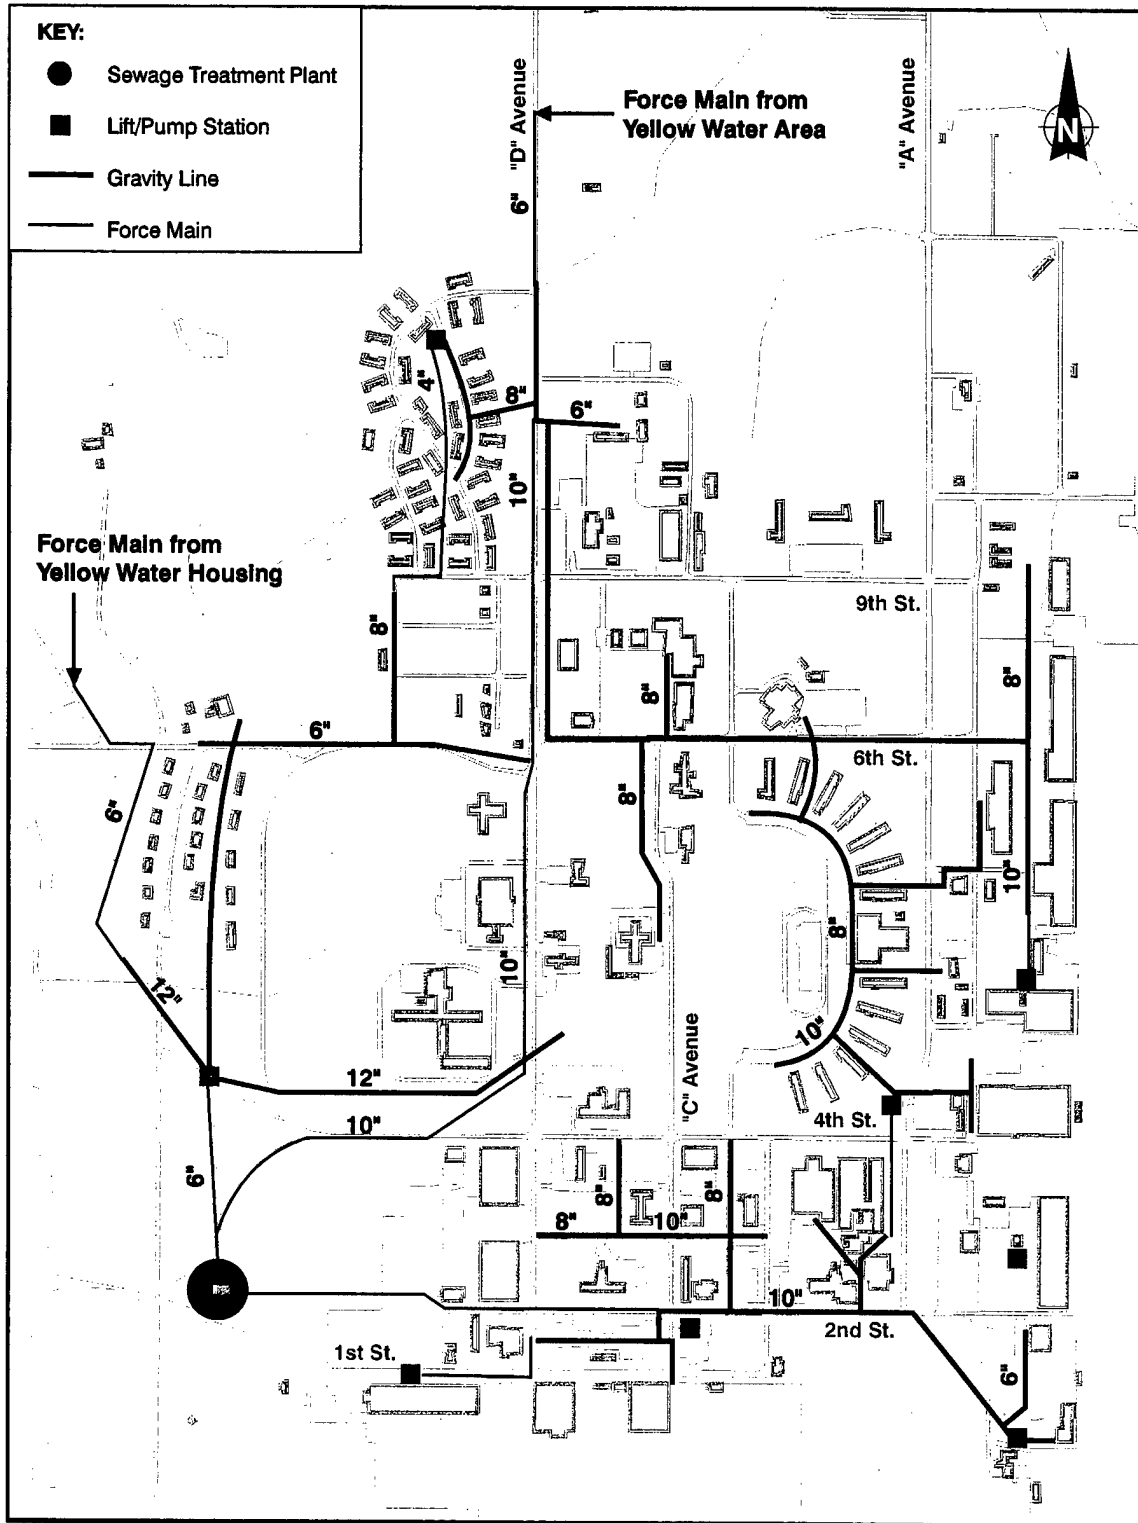 KEY:
Sewage Treatment Plant
Lift/Pump Station
Gravity Line
Force Main
"D" Avenue
Force Main from
Yellow Water Area
"A" Avenue
N
6"
4"
8"
6"
10"
Force Main from
Yellow Water Housing
9th St.
8"
8"
8"
6"
6th St.
6"
8"
10"
8"
10"
12"
10"
"C" Avenue
12"
4th St.
10"
6"
8"
8"
8"
10"
10"
2nd St.
1st St.
6"